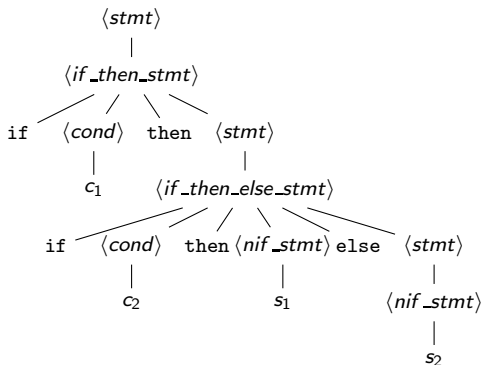 ⟨stmt⟩
⟨if_then_stmt⟩
if ⟨cond⟩ then ⟨stmt⟩
c₁ ⟨if_then_else_stmt⟩
if ⟨cond⟩ then ⟨nif_stmt⟩ else ⟨stmt⟩
c₂ s₁ ⟨nif_stmt⟩
s₂